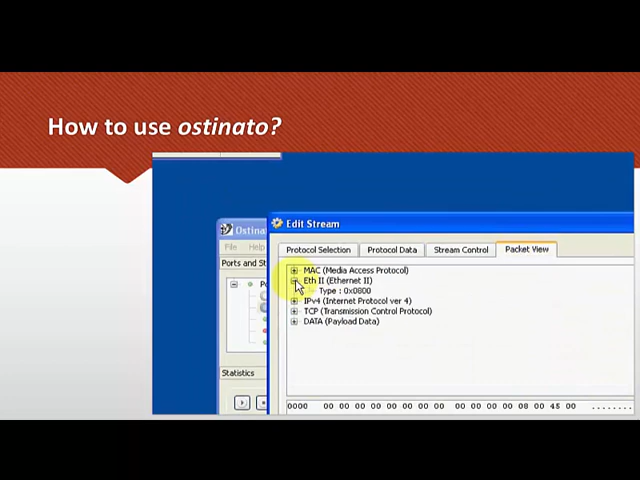 How to use ostinato?
Edit Stream
Ostina
File Help
Protocol Selection Protocol Data Stream Control Packet View
Ports and St
MAC (Media Access Protocol)
Eth II (Ethernet II)
Type : 0x0800
IPv4 (Internet Protocol ver 4)
TCP (Transmission Control Protocol)
DATA (Payload Data)
Statistics
0000 00 00 00 00 00 00 00 00 00 00 00 00 08 00 45 00 ........